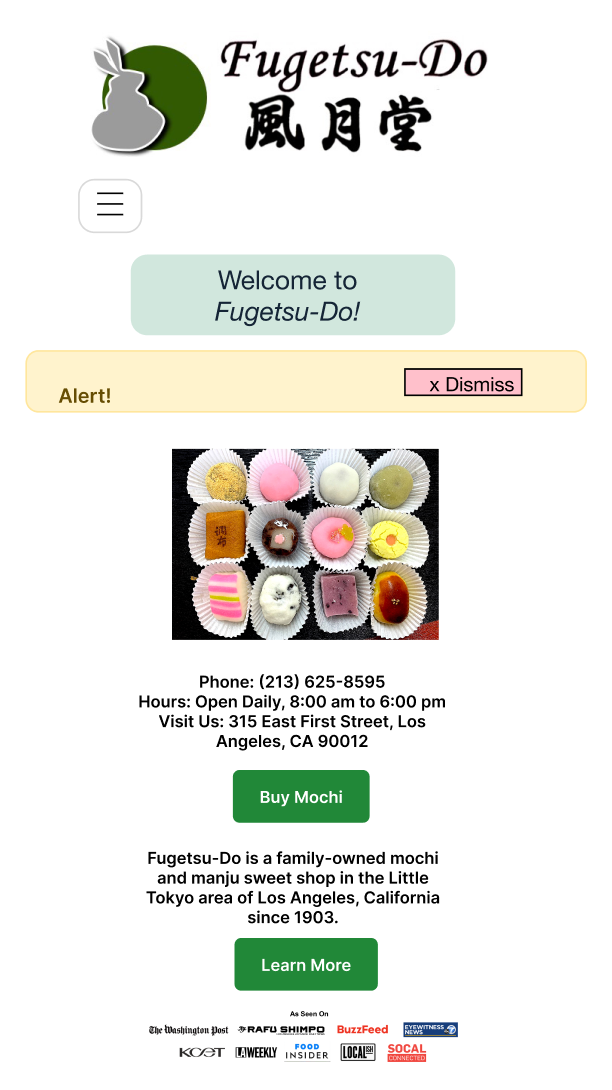 Fugetsu-Do
風月堂
Welcome to
Fugetsu-Do!
x Dismiss
Alert!
Phone: (213) 625-8595
Hours: Open Daily, 8:00 am to 6:00 pm
Visit Us: 315 East First Street, Los
Angeles, CA 90012
Buy Mochi
Fugetsu-Do is a family-owned mochi
and manju sweet shop in the Little
Tokyo area of Los Angeles, California
since 1903.
Learn More
As Seen On
The Washington Post RAFU SHIMPO BuzzFeed EYEWITNESS NEWS 7
KCET LA WEEKLY FOOD INSIDER LOCALISH SOCAL CONNECTED